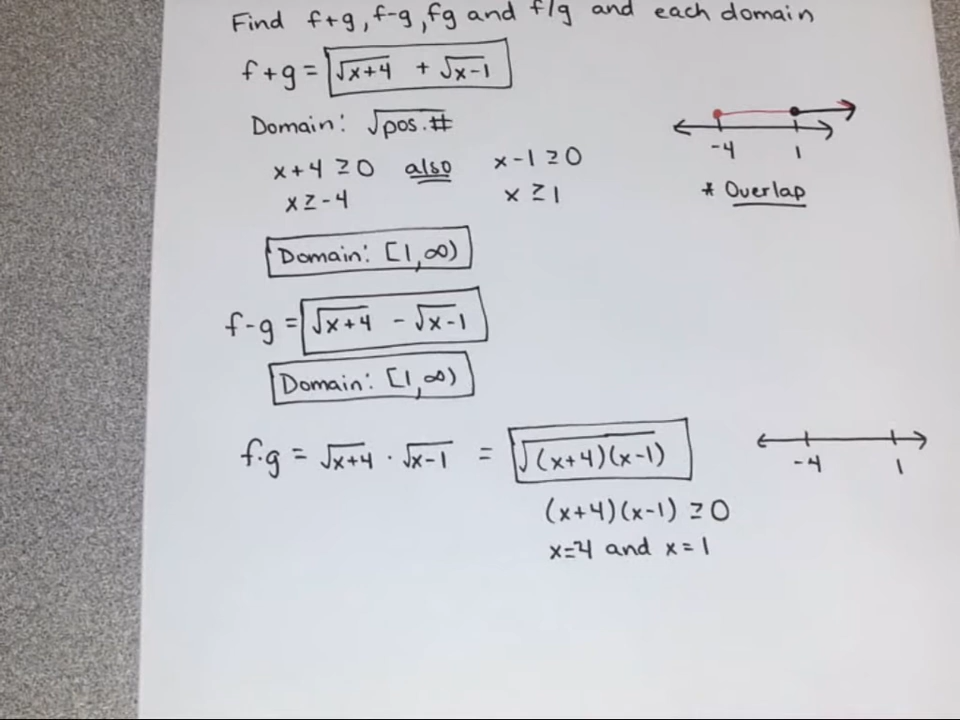 Find f+g, f-g, fg and f/g and each domain
f+g = √x+4 + √x-1
Domain: √pos. #
x+4 ≥ 0 also x-1 ≥ 0
x ≥ -4 x ≥ 1
-4 1
* Overlap
Domain: [1, ∞)
f-g = √x+4 - √x-1
Domain: [1, ∞)
f·g = √x+4 · √x-1 = √(x+4)(x-1)
-4 1
(x+4)(x-1) ≥ 0
x=-4 and x=1